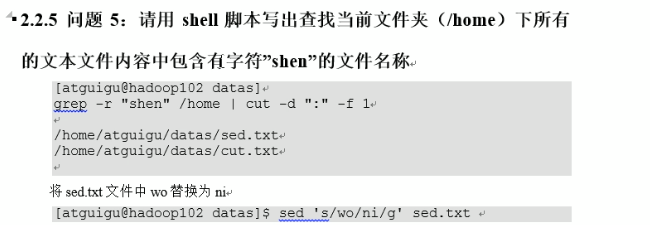 2.2.5 问题 5：请用 shell 脚本写出查找当前文件夹（/home）下所有
的文本文件内容中包含有字符”shen”的文件名称
[atguigu@hadoop102 datas]
grep -r "shen" /home | cut -d ":" -f 1
/home/atguigu/datas/sed.txt
/home/atguigu/datas/cut.txt
将 sed.txt 文件中 wo 替换为 ni
[atguigu@hadoop102 datas]$ sed 's/wo/ni/g' sed.txt